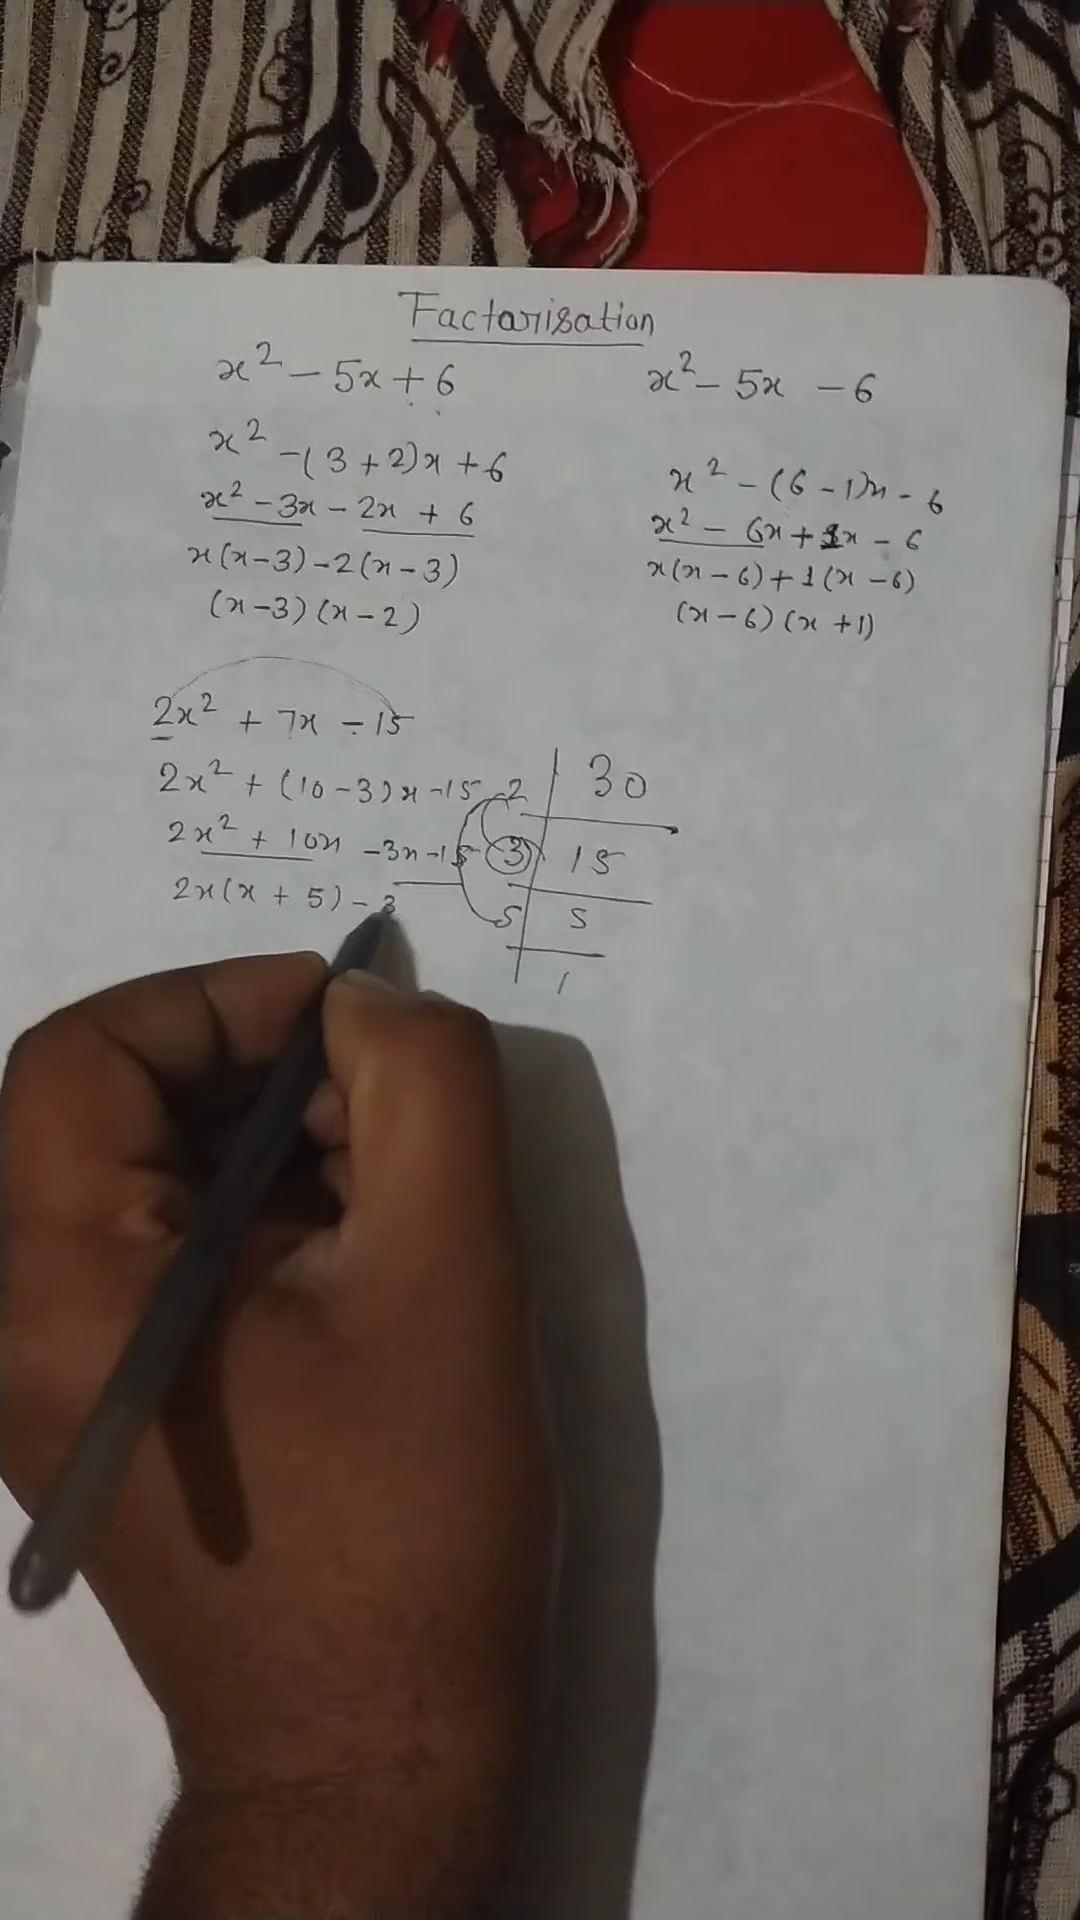 Factarisation
x² - 5x + 6
x² - (3 + 2)x + 6
x² - 3x - 2x + 6
x(x - 3) - 2(x - 3)
(x - 3) (x - 2)
x² - 5x - 6
x² - (6 - 1)x - 6
x² - 6x + 1x - 6
x(x - 6) + 1(x - 6)
(x - 6) (x + 1)
2x² + 7x - 15
2x² + (10 - 3)x - 15
2x² + 10x - 3x - 15
2x(x + 5) - 3
2 | 30
3 | 15
5 | 5
1